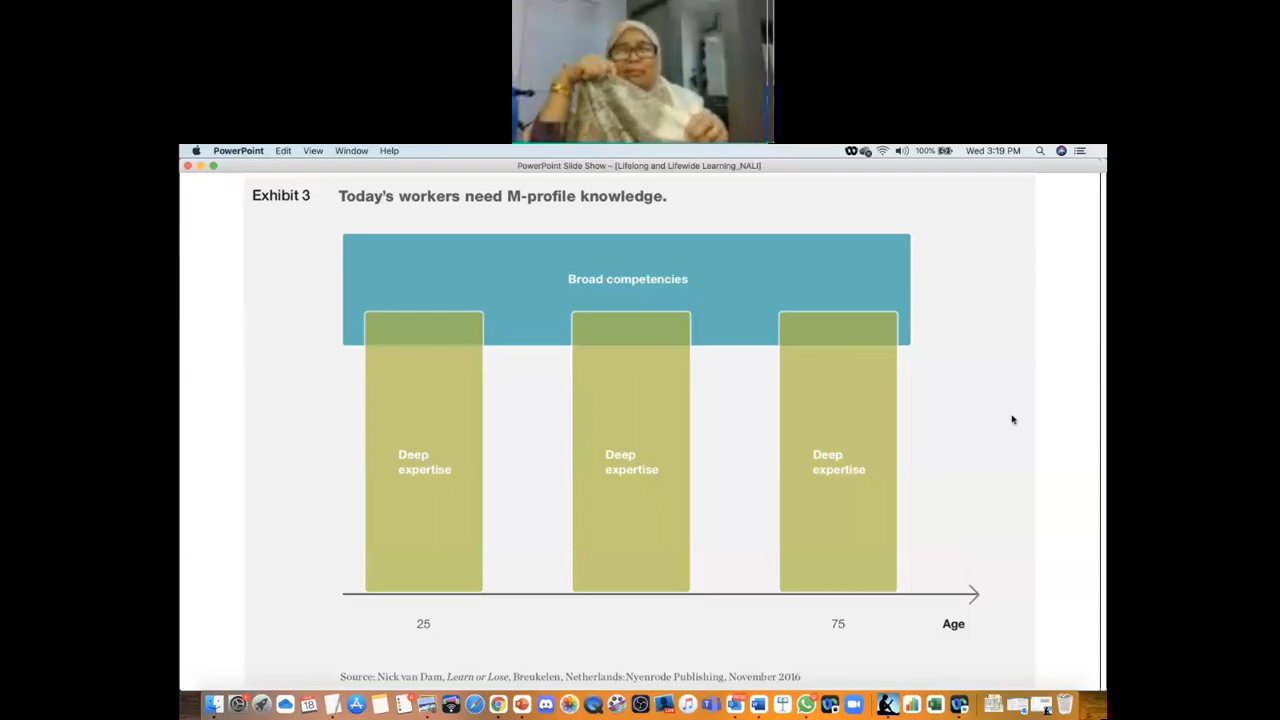 PowerPoint Edit View Window Help 100% Wed 3:19 PM
PowerPoint Slide Show – [Lifelong and Lifewide Learning_NALI]
Exhibit 3 Today's workers need M-profile knowledge.
Broad competencies
Deep expertise
Deep expertise
Deep expertise
25 75 Age
Source: Nick van Dam, Learn or Lose, Breukelen, Netherlands:Nyenrode Publishing, November 2016
18